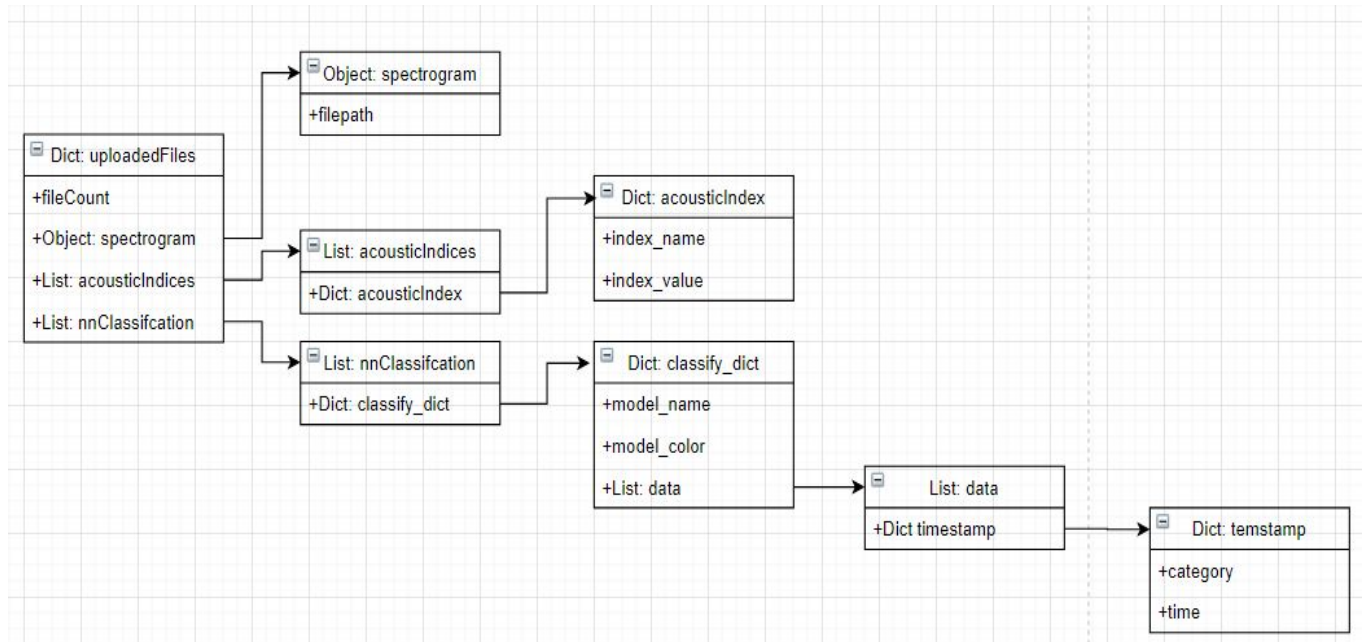 Object: spectrogram
+filepath
Dict: uploadedFiles
+fileCount
+Object: spectrogram
+List: acousticIndices
+List: nnClassifcation
List: acousticIndices
+Dict: acousticIndex
Dict: acousticIndex
+index_name
+index_value
List: nnClassifcation
+Dict: classify_dict
Dict: classify_dict
+model_name
+model_color
+List: data
List: data
+Dict timestamp
Dict: temstamp
+category
+time